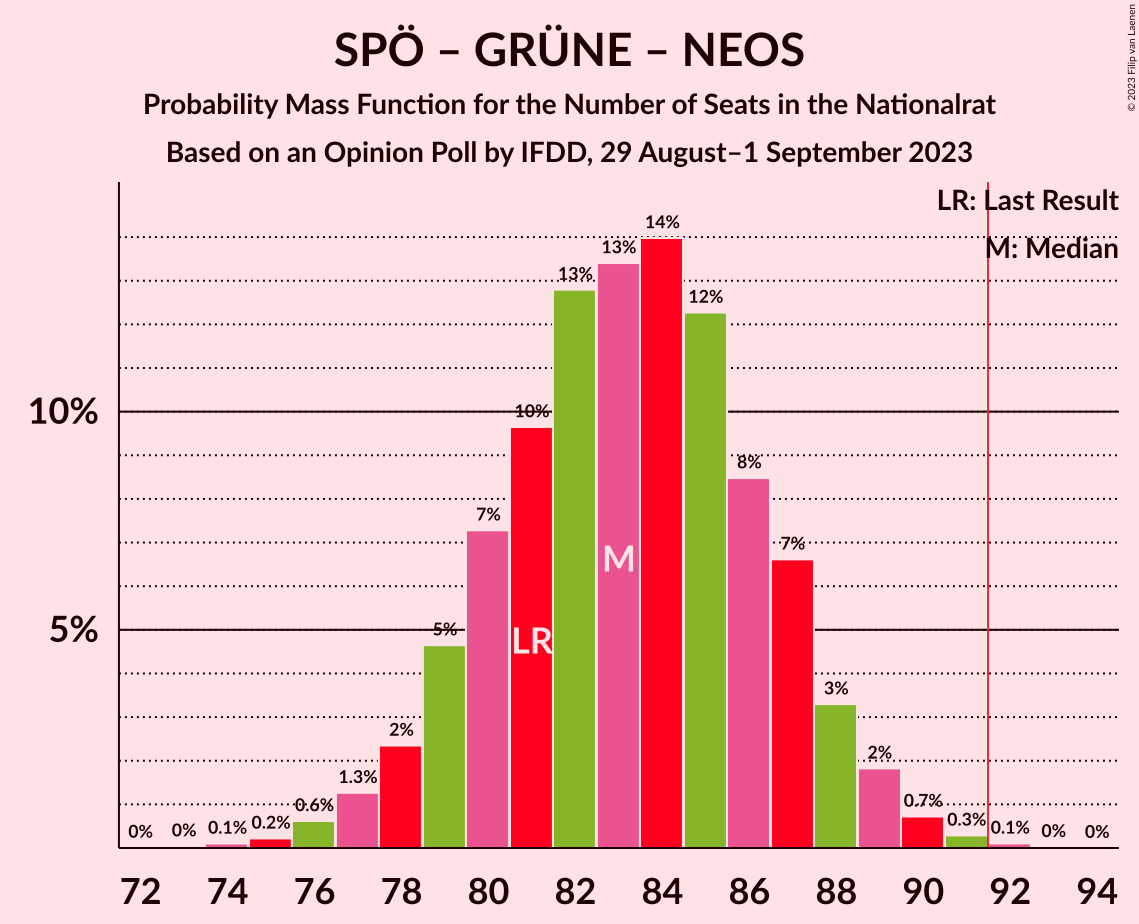 SPÖ – GRÜNE – NEOS
Probability Mass Function for the Number of Seats in the Nationalrat
Based on an Opinion Poll by IFDD, 29 August–1 September 2023
© 2023 Filip van Laenen
LR: Last Result
M: Median
10%
5%
0%
0%
0.1%
0.2%
0.6%
1.3%
2%
5%
7%
10%
13%
13%
14%
12%
8%
7%
3%
2%
0.7%
0.3%
0.1%
0%
0%
LR
M
72 74 76 78 80 82 84 86 88 90 92 94